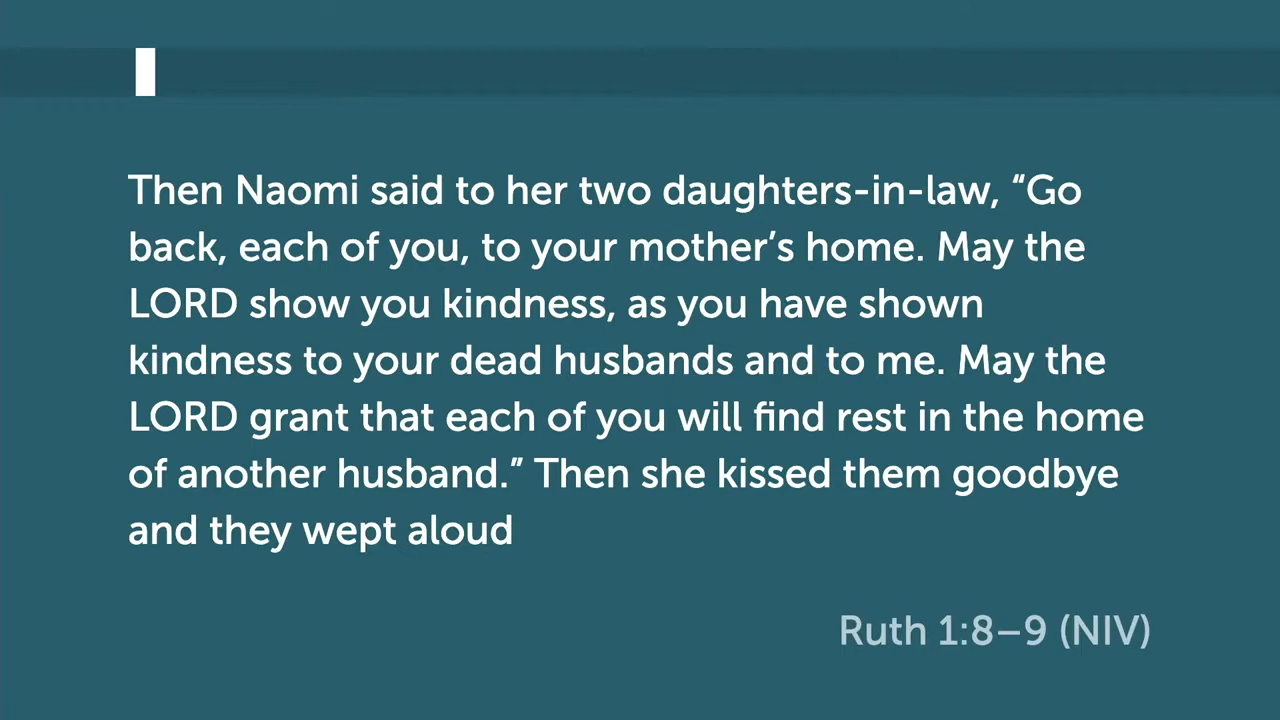 Then Naomi said to her two daughters-in-law, “Go
back, each of you, to your mother’s home. May the
LORD show you kindness, as you have shown
kindness to your dead husbands and to me. May the
LORD grant that each of you will find rest in the home
of another husband.” Then she kissed them goodbye
and they wept aloud
Ruth 1:8–9 (NIV)